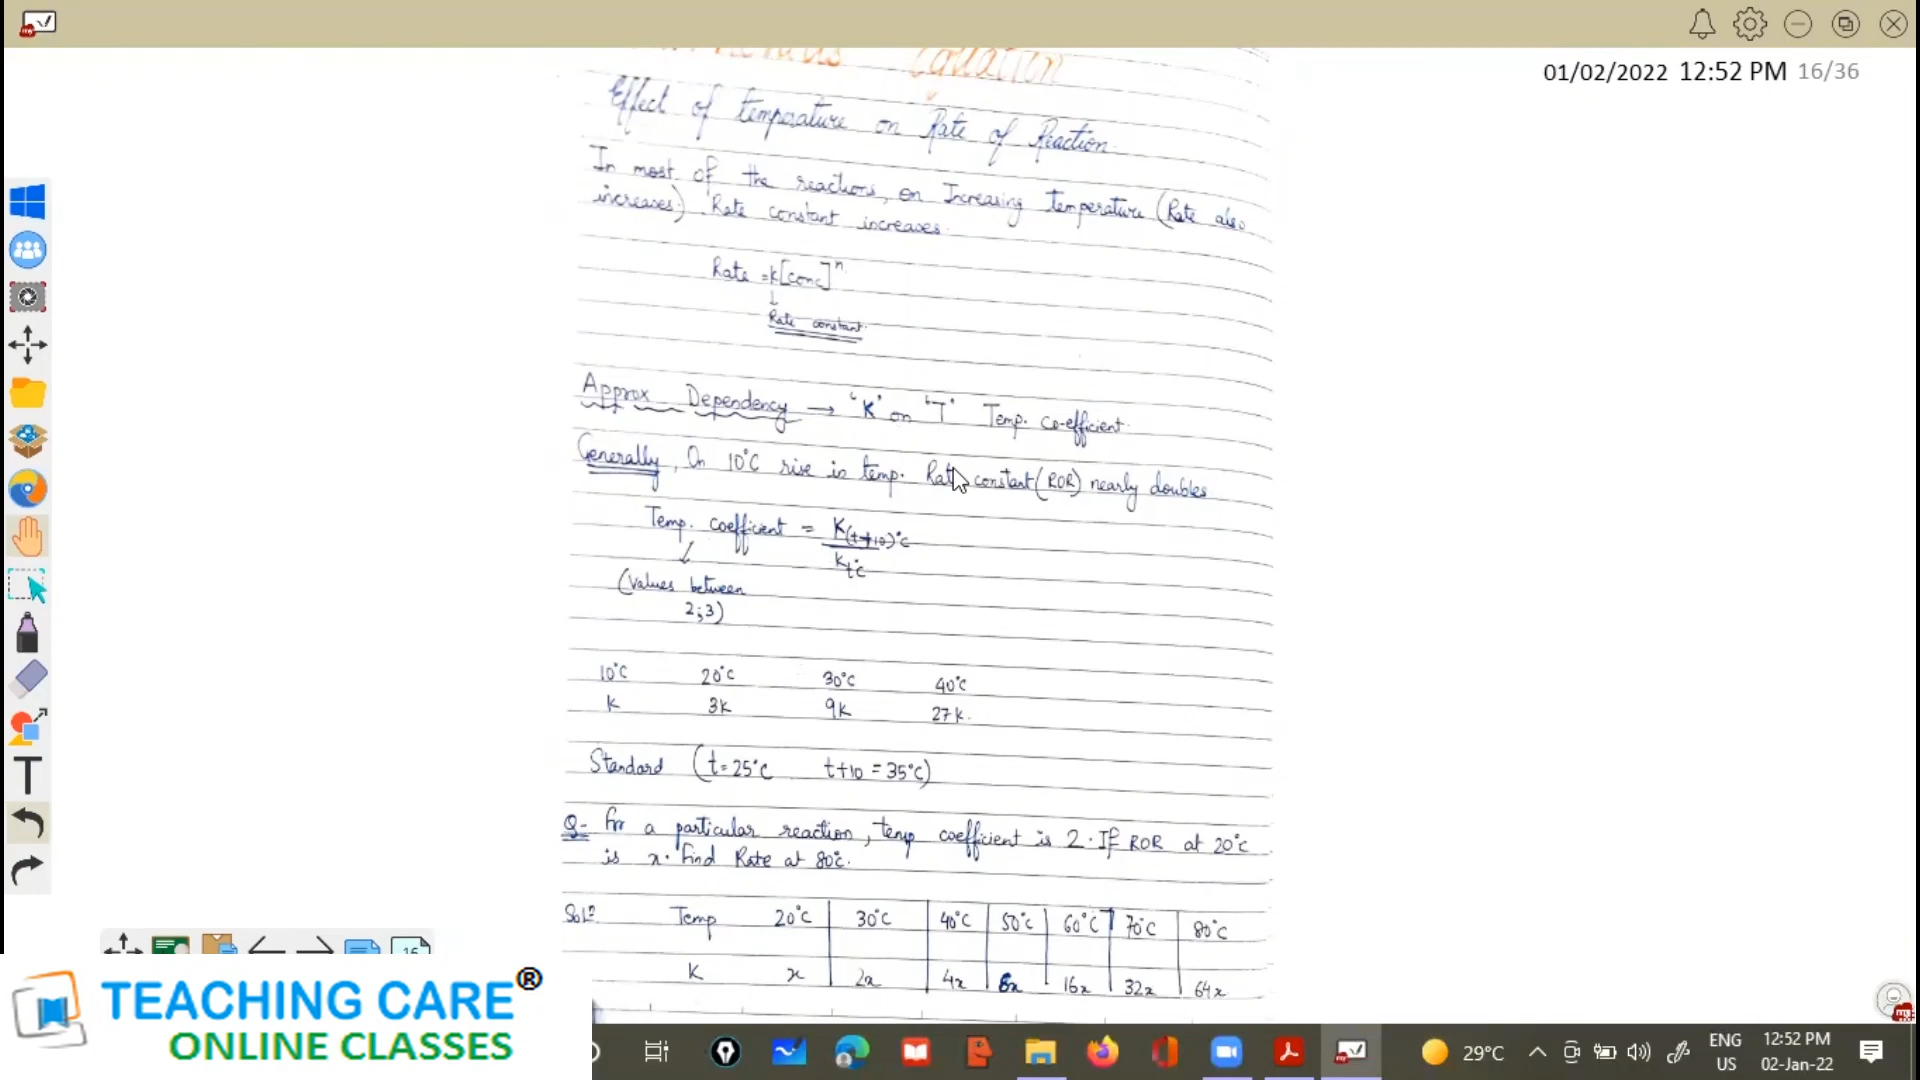 01/02/2022 12:52 PM 16/36
Equation
Effect of temperature on Rate of Reaction
In most of the reactions, on Increasing Temperature (Rate also
increases). Rate constant increases.
Rate = k[conc]ⁿ
↓
Rate constant
Approx Dependency → 'K' on 'T' Temp. co-efficient
Generally, On 10°C rise in temp. Rate constant (ROR) nearly doubles
Temp. coefficient = K(t+10)°C
Kt°C
(values between
2;3)
10°C 20°C 30°C 40°C
K 3K 9K 27K.
Standard (t=25°C t+10=35°C)
Q- For a particular reaction, temp coefficient is 2. If ROR at 20°C
is x. find Rate at 80°C.
Solⁿ Temp 20°C 30°C 40°C 50°C 60°C 70°C 80°C
K x 2x 4x 8x 16x 32x 64x
T
16
TEACHING CARE®
ONLINE CLASSES
29°C
ENG
US
12:52 PM
02-Jan-22